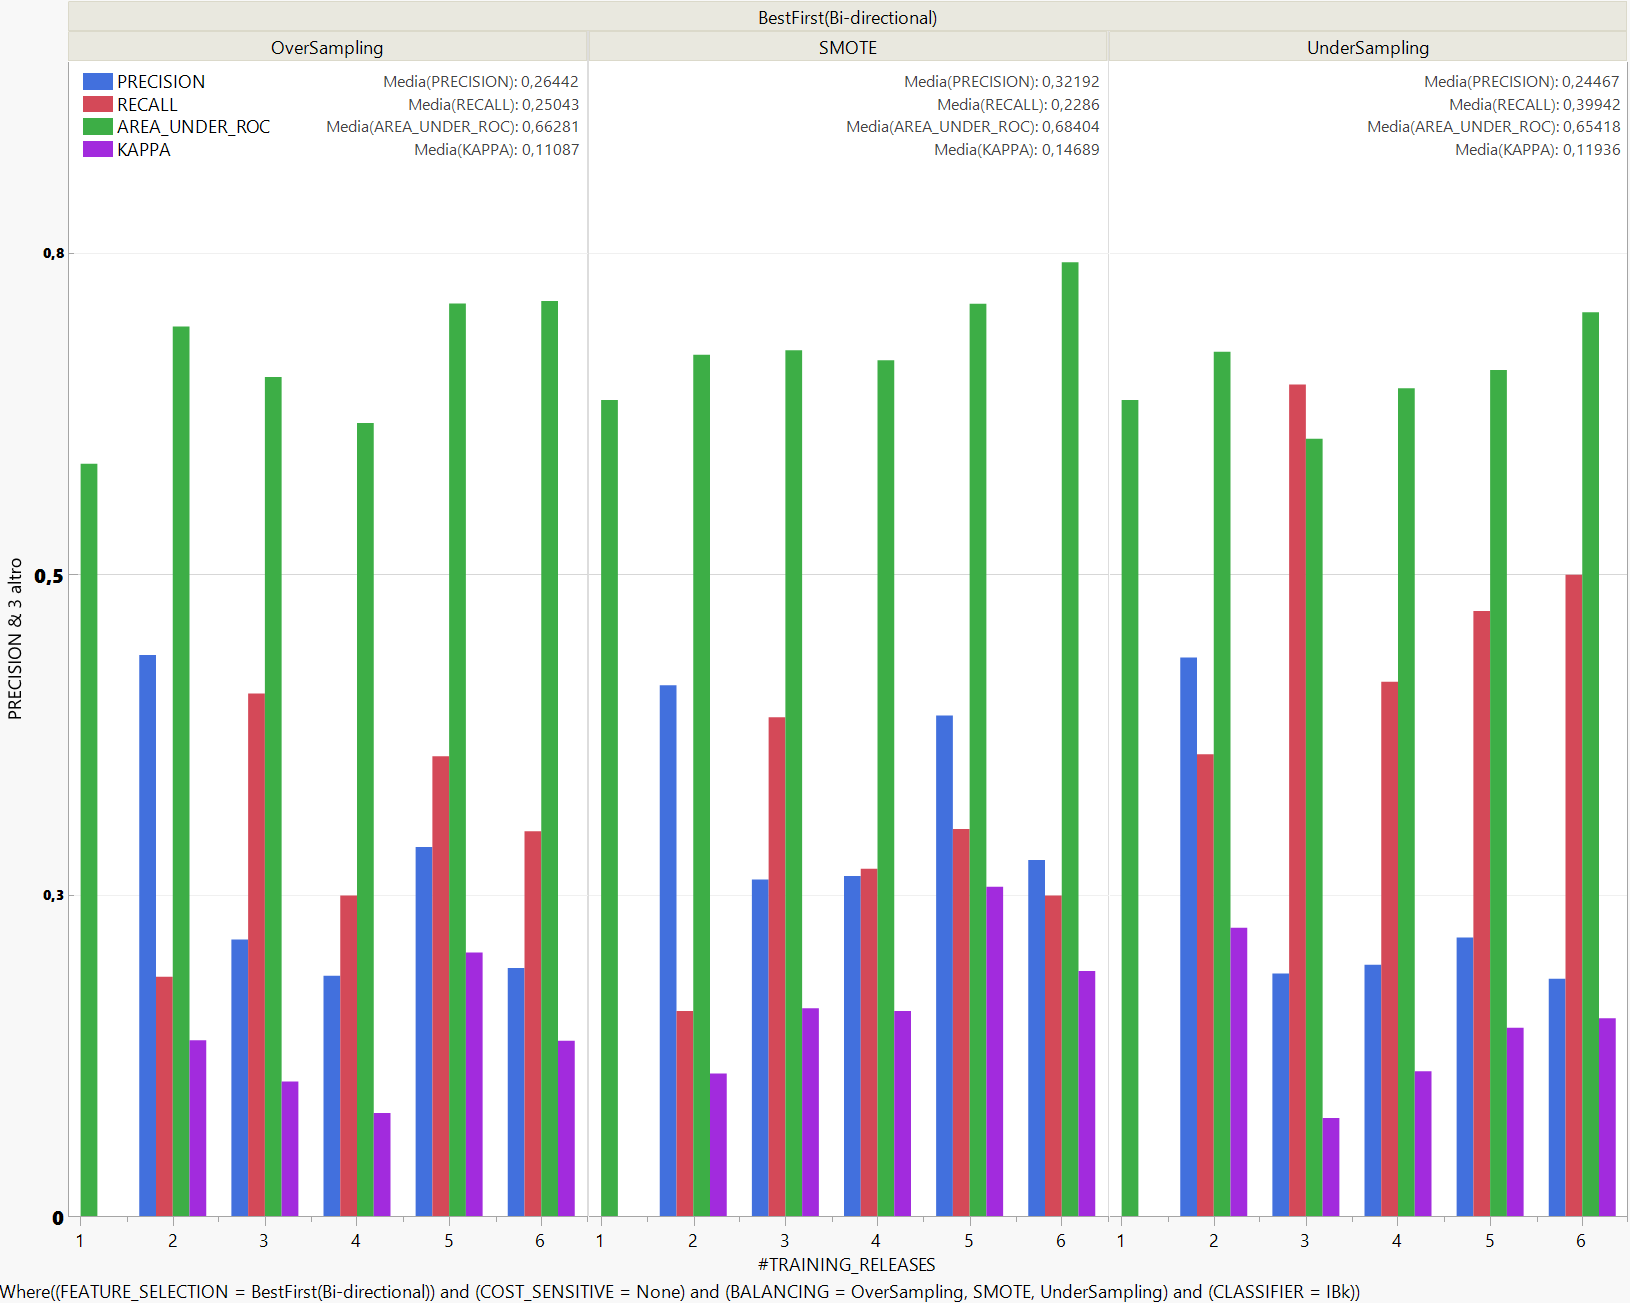 BestFirst(Bi-directional)
OverSampling
SMOTE
UnderSampling
PRECISION
RECALL
AREA_UNDER_ROC
KAPPA
Media(PRECISION): 0,26442
Media(RECALL): 0,25043
Media(AREA_UNDER_ROC): 0,66281
Media(KAPPA): 0,11087
Media(PRECISION): 0,32192
Media(RECALL): 0,2286
Media(AREA_UNDER_ROC): 0,68404
Media(KAPPA): 0,14689
Media(PRECISION): 0,24467
Media(RECALL): 0,39942
Media(AREA_UNDER_ROC): 0,65418
Media(KAPPA): 0,11936
PRECISION & 3 altro
0,8
0,5
0,3
0
1 2 3 4 5 6 1 2 3 4 5 6 1 2 3 4 5 6
#TRAINING_RELEASES
Where((FEATURE_SELECTION = BestFirst(Bi-directional)) and (COST_SENSITIVE = None) and (BALANCING = OverSampling, SMOTE, UnderSampling) and (CLASSIFIER = IBk))